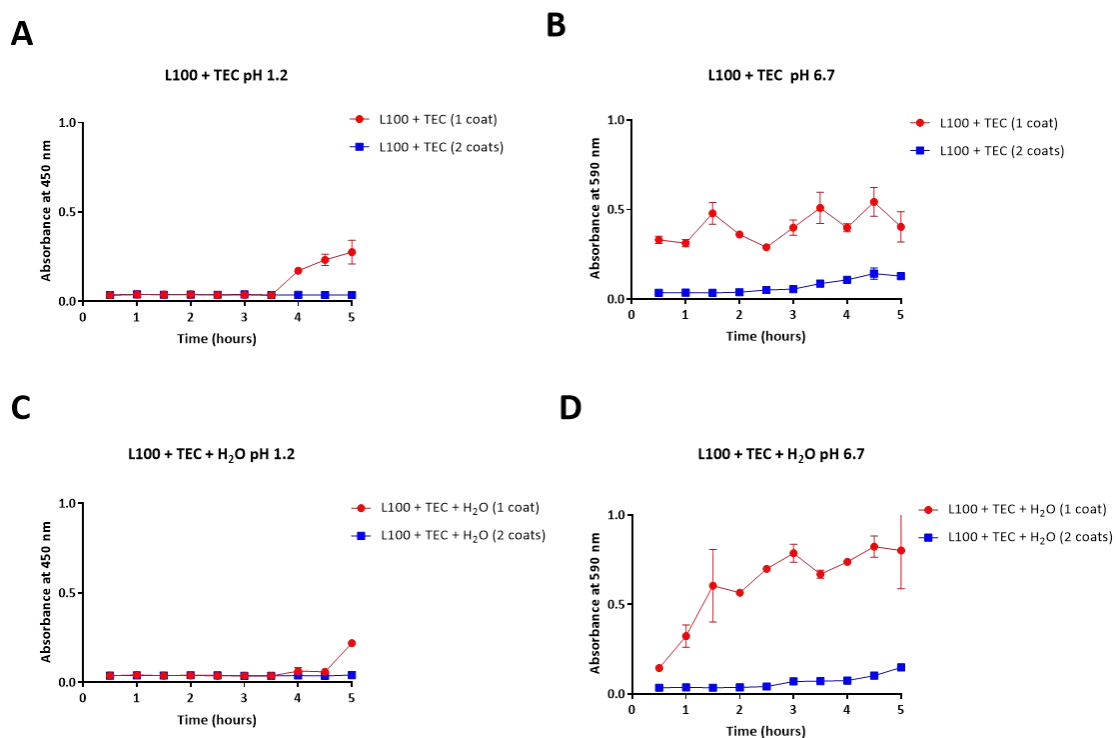 A
L100 + TEC pH 1.2
L100 + TEC (1 coat)
L100 + TEC (2 coats)
Absorbance at 450 nm
1.0
0.5
0.0
0 1 2 3 4 5
Time (hours)
B
L100 + TEC pH 6.7
L100 + TEC (1 coat)
L100 + TEC (2 coats)
Absorbance at 590 nm
1.0
0.5
0.0
0 1 2 3 4 5
Time (hours)
C
L100 + TEC + H₂O pH 1.2
L100 + TEC + H₂O (1 coat)
L100 + TEC + H₂O (2 coats)
Absorbance at 450 nm
1.0
0.5
0.0
0 1 2 3 4 5
Time (hours)
D
L100 + TEC + H₂O pH 6.7
L100 + TEC + H₂O (1 coat)
L100 + TEC + H₂O (2 coats)
Absorbance at 590 nm
1.0
0.5
0.0
0 1 2 3 4 5
Time (hours)